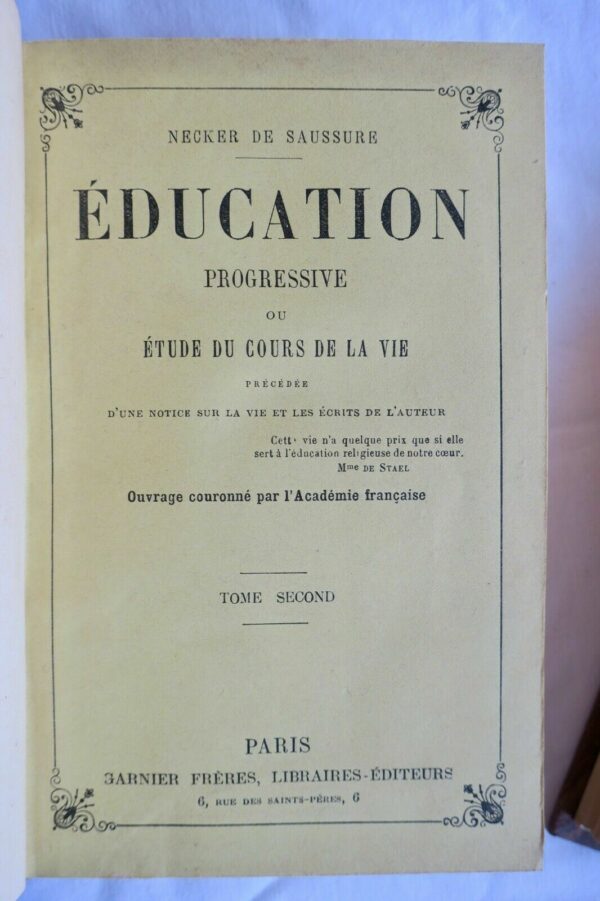 NECKER DE SAUSSURE
ÉDUCATION
PROGRESSIVE
OU
ÉTUDE DU COURS DE LA VIE
PRÉCÉDÉE
D'UNE NOTICE SUR LA VIE ET LES ÉCRITS DE L'AUTEUR
Cett' vie n'a quelque prix que si elle
sert à l'éducation religieuse de notre cœur.
Mme DE STAEL
Ouvrage couronné par l'Académie française
TOME SECOND
PARIS
GARNIER FRÈRES, LIBRAIRES-ÉDITEURS
6, RUE DES SAINTS-PÈRES, 6